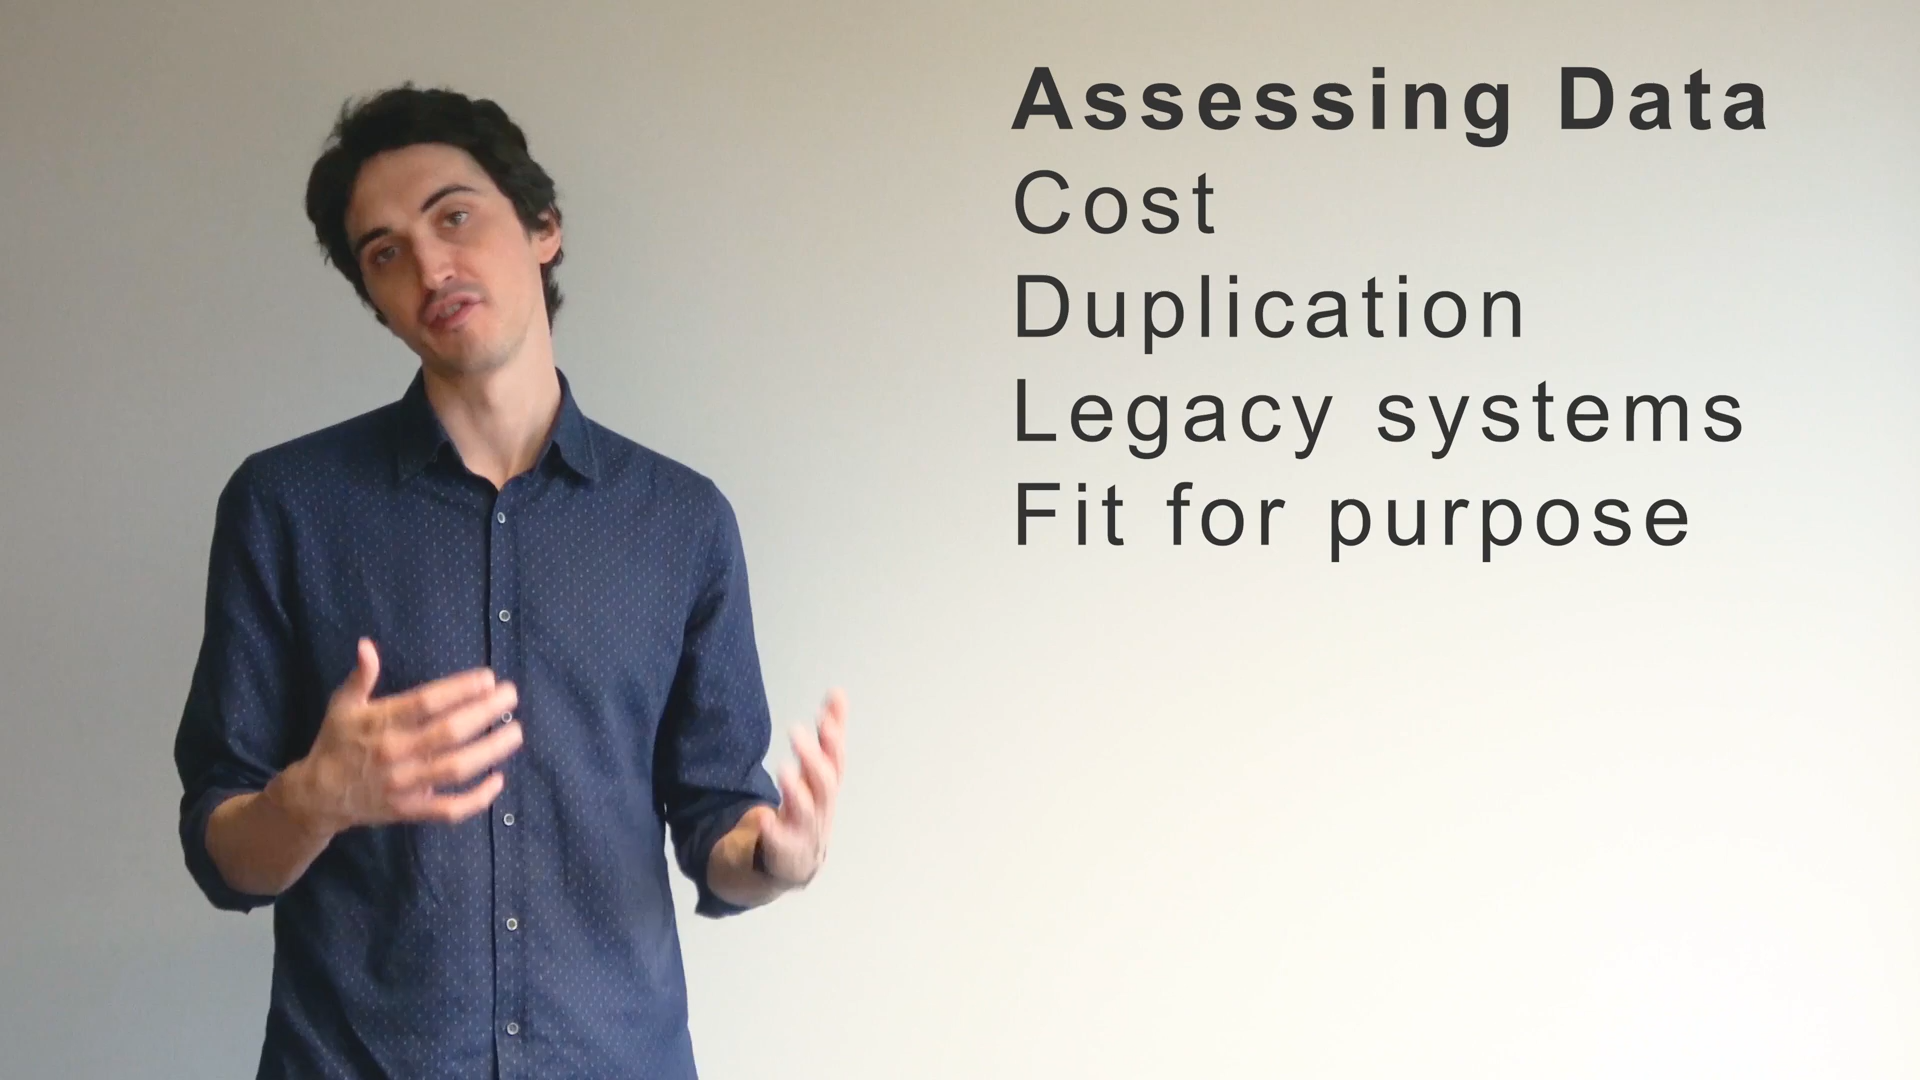 Assessing Data
Cost
Duplication
Legacy systems
Fit for purpose